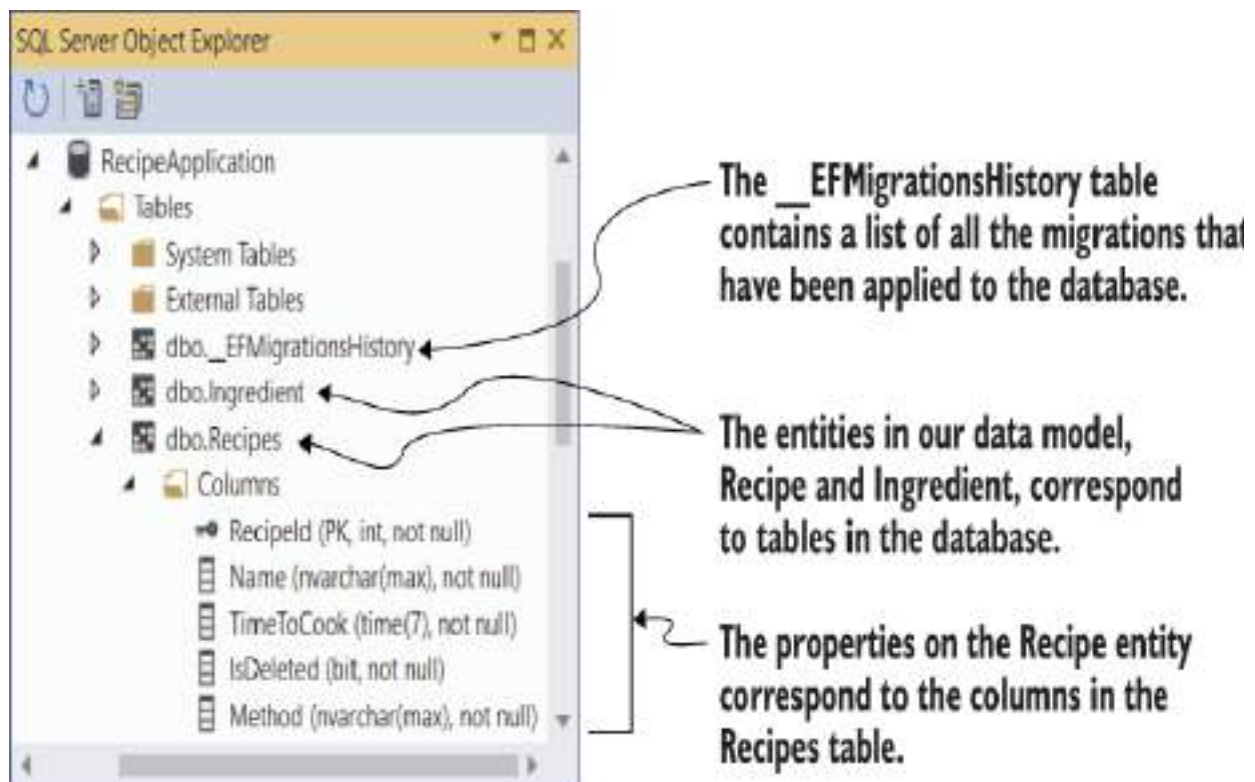 SQL Server Object Explorer
RecipeApplication
Tables
System Tables
External Tables
dbo.__EFMigrationsHistory
dbo.Ingredient
dbo.Recipes
Columns
RecipeId (PK, int, not null)
Name (nvarchar(max), not null)
TimeToCook (time(7), not null)
IsDeleted (bit, not null)
Method (nvarchar(max), not null)
The __EFMigrationsHistory table
contains a list of all the migrations that
have been applied to the database.
The entities in our data model,
Recipe and Ingredient, correspond
to tables in the database.
The properties on the Recipe entity
correspond to the columns in the
Recipes table.